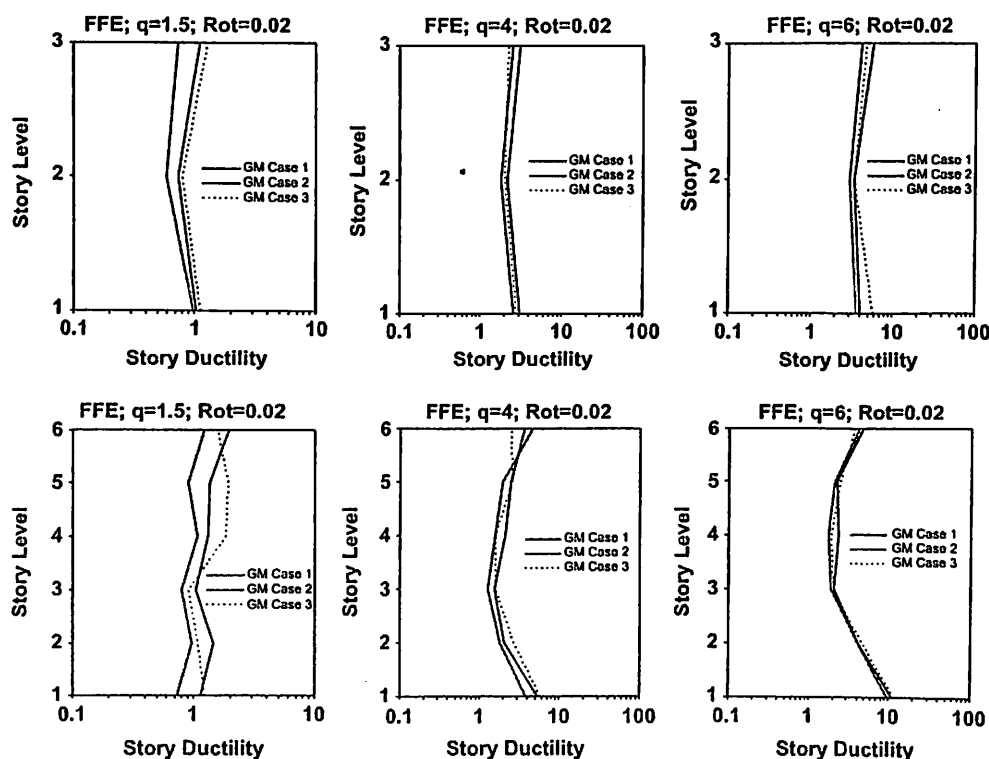 FFE; q=1.5; Rot=0.02
3
2
1
Story Level
GM Case 1
GM Case 2
GM Case 3
0.1 1 10
Story Ductility
FFE; q=4; Rot=0.02
3
2
1
Story Level
GM Case 1
GM Case 2
GM Case 3
0.1 1 10 100
Story Ductility
FFE; q=6; Rot=0.02
3
2
1
Story Level
GM Case 1
GM Case 2
GM Case 3
0.1 1 10 100
Story Ductility
FFE; q=1.5; Rot=0.02
6
5
4
3
2
1
Story Level
GM Case 1
GM Case 2
GM Case 3
0.1 1 10
Story Ductility
FFE; q=4; Rot=0.02
6
5
4
3
2
1
Story Level
GM Case 1
GM Case 2
GM Case 3
0.1 1 10 100
Story Ductility
FFE; q=6; Rot=0.02
6
5
4
3
2
1
Story Level
GM Case 1
GM Case 2
GM Case 3
0.1 1 10 100
Story Ductility